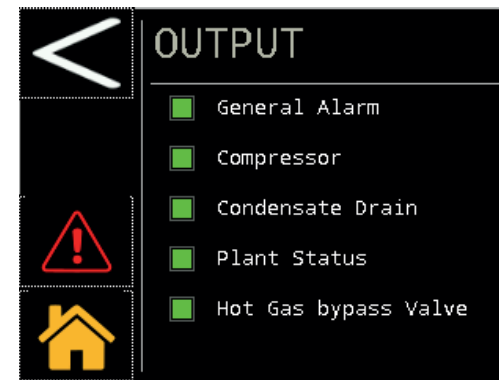 OUTPUT
General Alarm
Compressor
Condensate Drain
Plant Status
Hot Gas bypass Valve